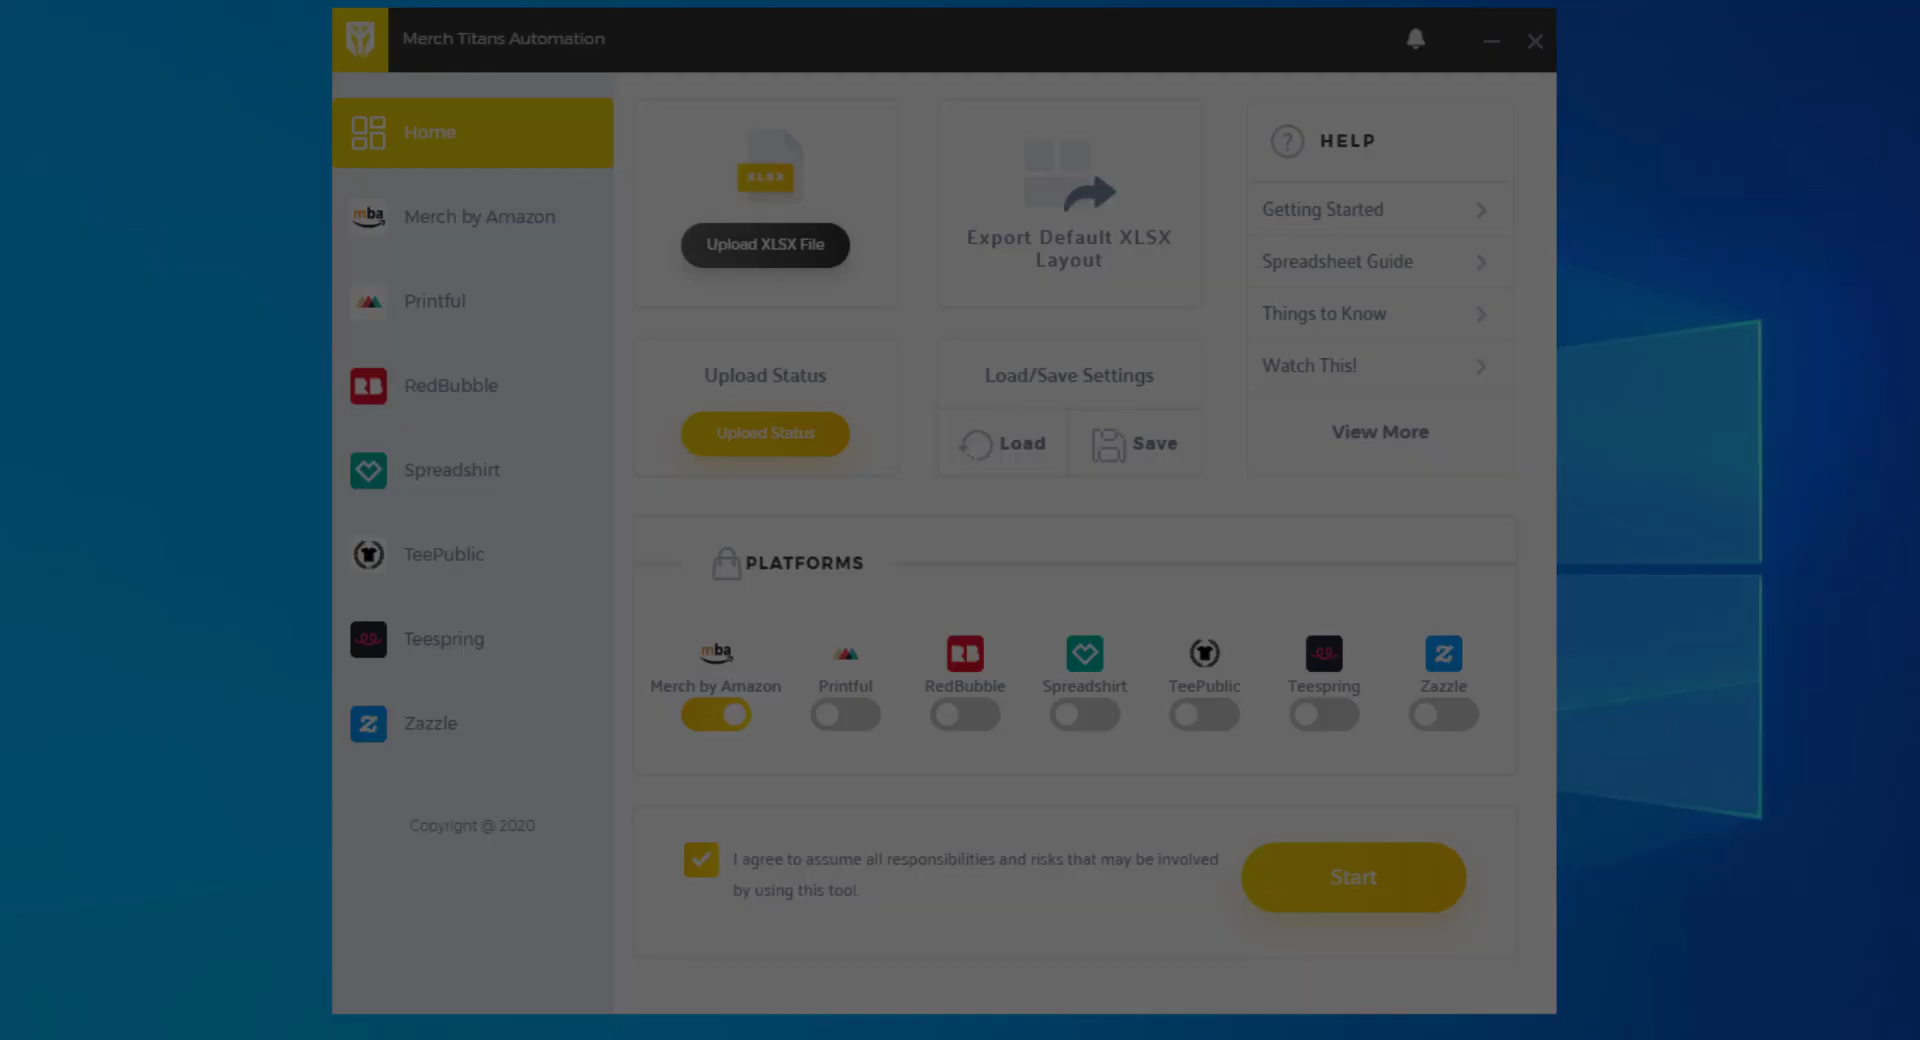 Merch Titans Automation
Home
mba
Merch by Amazon
Printful
RB
RedBubble
Spreadshirt
TeePublic
Teespring
Z
Zazzle
Copyright @ 2020
XLSX
Upload XLSX File
Export Default XLSX
Layout
? HELP
Getting Started
Spreadsheet Guide
Things to Know
Watch This!
View More
Upload Status
Upload Status
Load/Save Settings
Load
Save
PLATFORMS
mba
RB
Z
Merch by Amazon
Printful
RedBubble
Spreadshirt
TeePublic
Teespring
Zazzle
I agree to assume all responsibilities and risks that may be involved
by using this tool.
Start